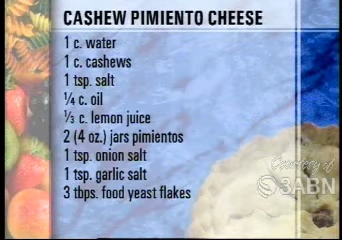 CASHEW PIMIENTO CHEESE
1 c. water
1 c. cashews
1 tsp. salt
¼ c. oil
⅓ c. lemon juice
2 (4 oz.) jars pimientos
1 tsp. onion salt
1 tsp. garlic salt
3 tbps. food yeast flakes
Courtesy of
3ABN